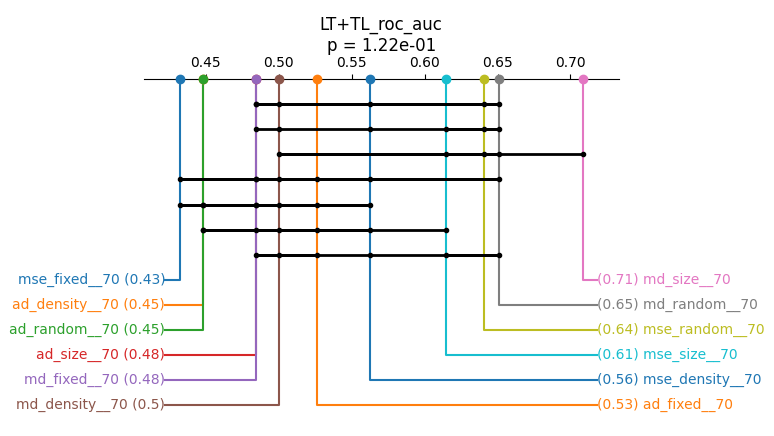 LT+TL_roc_auc
p = 1.22e-01
0.45 0.50 0.55 0.60 0.65 0.70
mse_fixed__70 (0.43)
ad_density__70 (0.45)
ad_random__70 (0.45)
ad_size__70 (0.48)
md_fixed__70 (0.48)
md_density__70 (0.5)
(0.71) md_size__70
(0.65) md_random__70
(0.64) mse_random__70
(0.61) mse_size__70
(0.56) mse_density__70
(0.53) ad_fixed__70